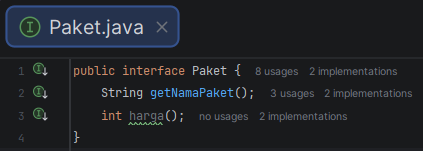 Paket.java
1 public interface Paket { 8 usages 2 implementations
2 String getNamaPaket(); 3 usages 2 implementations
3 int harga(); no usages 2 implementations
4 }